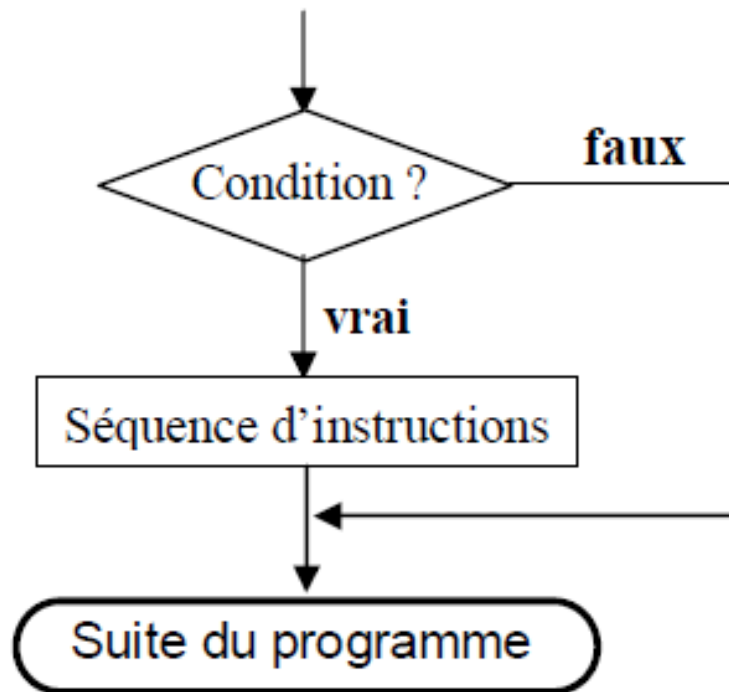 Condition ?
faux
vrai
Séquence d’instructions
Suite du programme